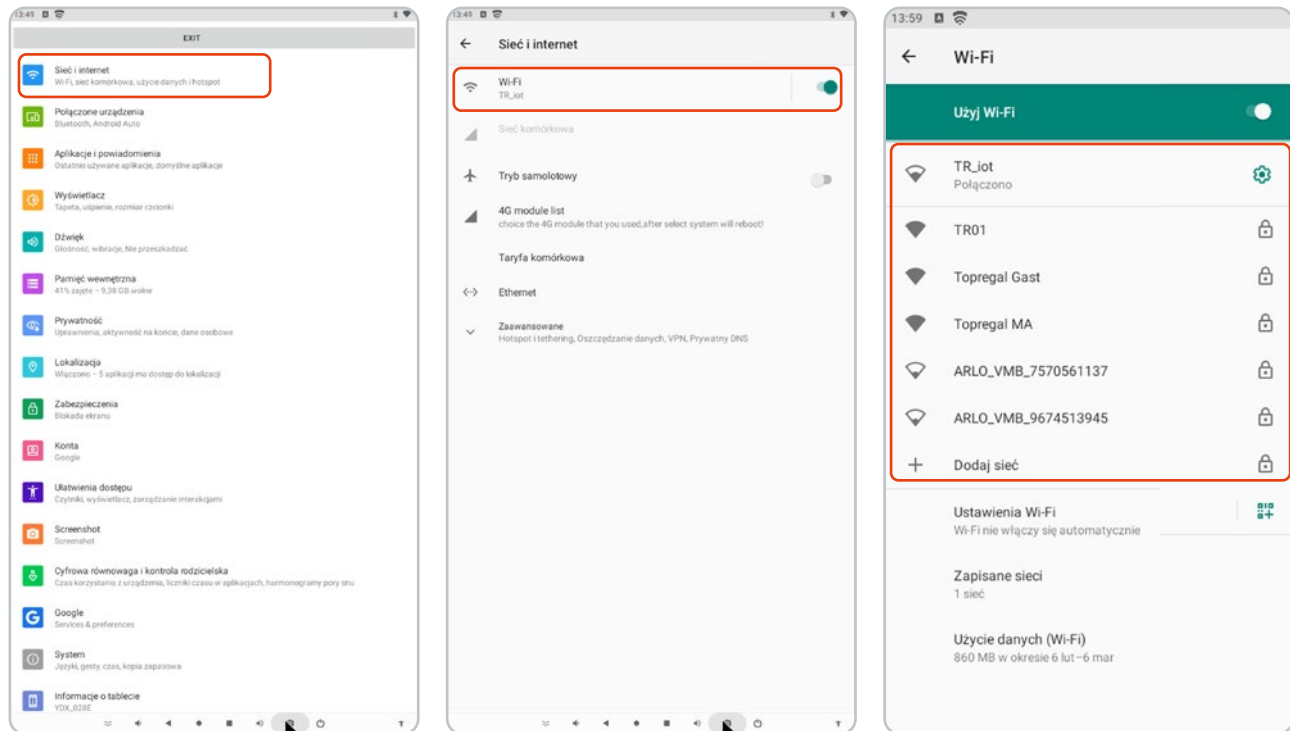 13:49
EXIT
Sieć i internet
Wi-Fi, sieć komórkowa, użycie danych i hotspot
Połączone urządzenia
Bluetooth, Android Auto
Aplikacje i powiadomienia
Ostatnio używane aplikacje, domyślne aplikacje
Wyświetlacz
Tapeta, uśpienie, rozmiar czcionki
Dźwięk
Głośność, wibracje, Nie przeszkadzać
Pamięć wewnętrzna
41% zajęte – 9,38 GB wolne
Prywatność
Uprawnienia, aktywność na koncie, dane osobowe
Lokalizacja
Włączono – 5 aplikacji ma dostęp do lokalizacji
Zabezpieczenia
Blokada ekranu
Konta
Google
Ułatwienia dostępu
Czytniki, wyświetlacz, zarządzanie interakcjami
Screenshot
Screenshot
Cyfrowa równowaga i kontrola rodzicielska
Czas korzystania z urządzenia, liczniki czasu w aplikacjach, harmonogramy pory snu
Google
Services & preferences
System
Języki, gesty, czas, kopia zapasowa
Informacje o tablecie
YDX_028E
13:49
Sieć i internet
Wi-Fi
TR_iot
Sieć komórkowa
Tryb samolotowy
4G module list
choice the 4G module that you used,after select system will reboot!
Taryfa komórkowa
Ethernet
Zaawansowane
Hotspot i tethering, Oszczędzanie danych, VPN, Prywatny DNS
13:59
Wi-Fi
Użyj Wi-Fi
TR_iot
Połączono
TR01
Topregal Gast
Topregal MA
ARLO_VMB_7570561137
ARLO_VMB_9674513945
Dodaj sieć
Ustawienia Wi-Fi
Wi-Fi nie włączy się automatycznie
Zapisane sieci
1 sieć
Użycie danych (Wi-Fi)
860 MB w okresie 6 lut–6 mar